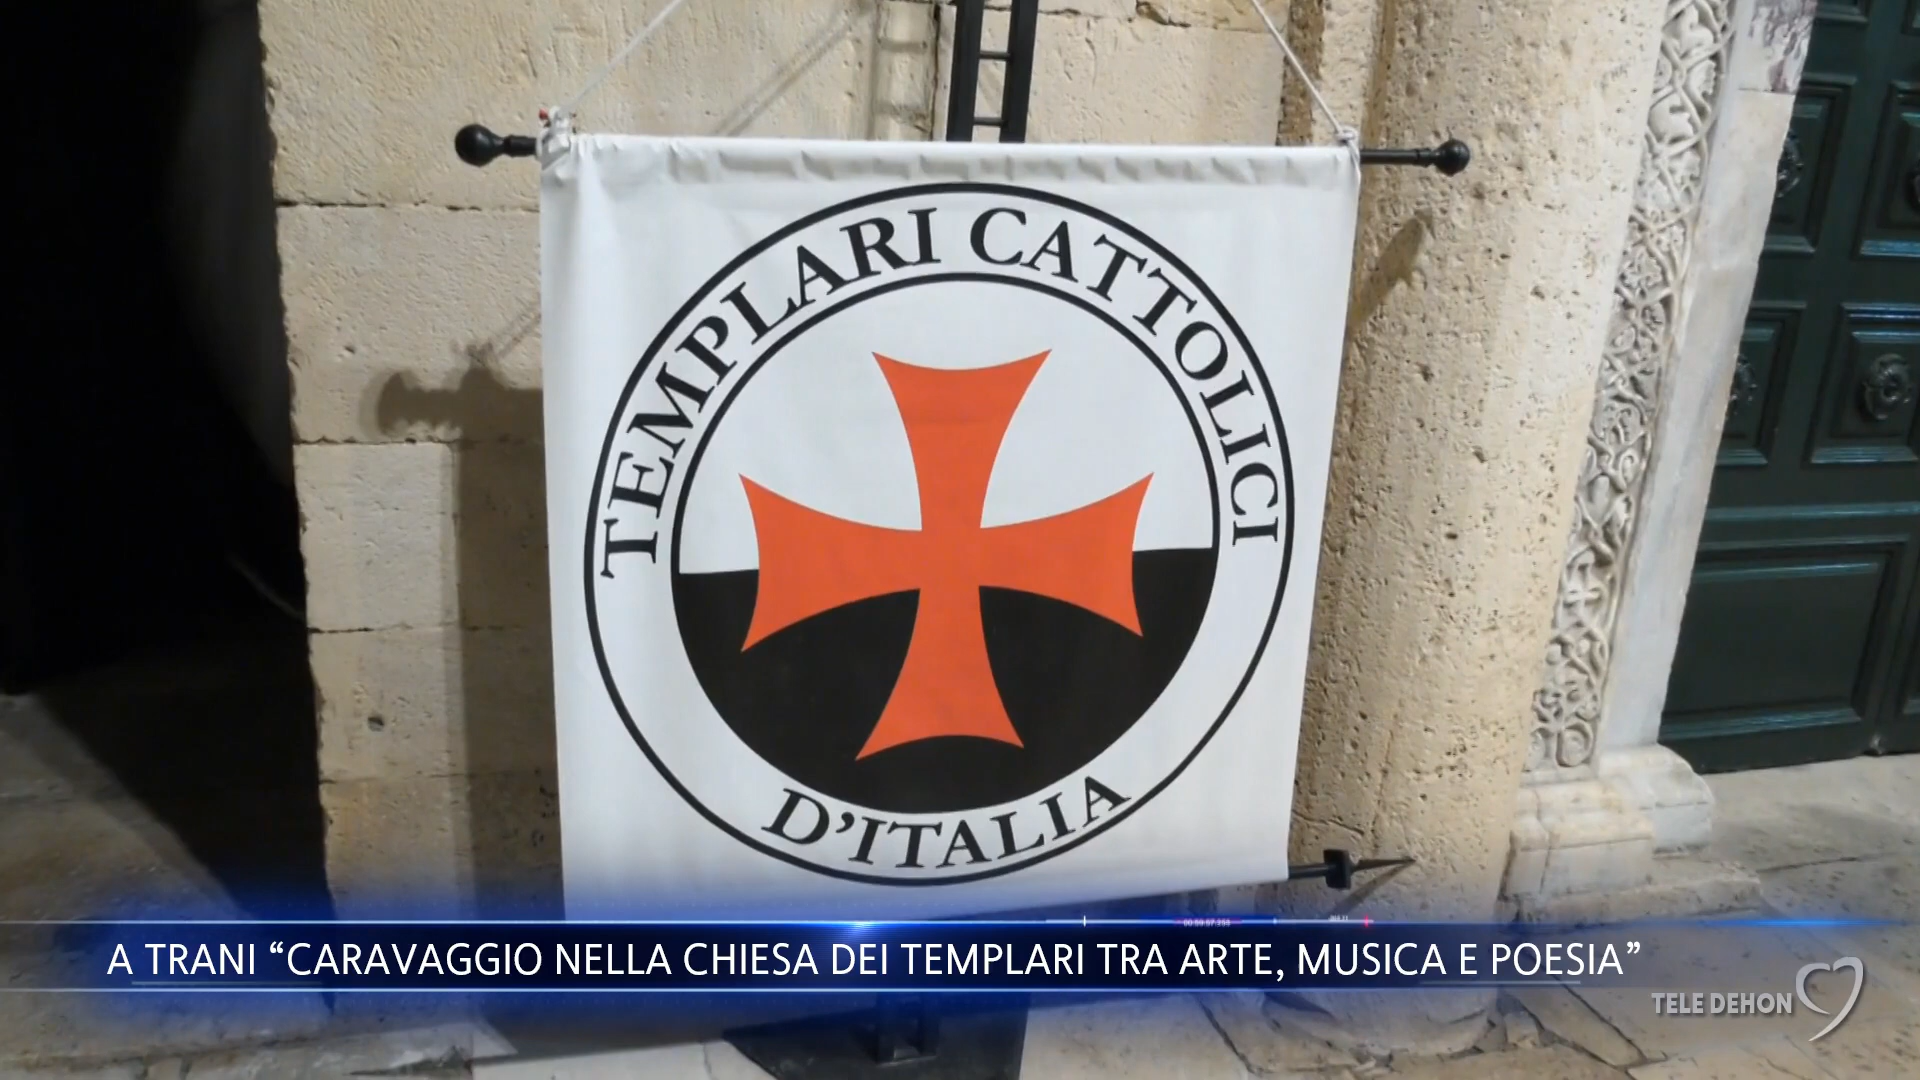 TEMPLARI CATTOLICI
D'ITALIA
A TRANI “CARAVAGGIO NELLA CHIESA DEI TEMPLARI TRA ARTE, MUSICA E POESIA”
TELE DEHON